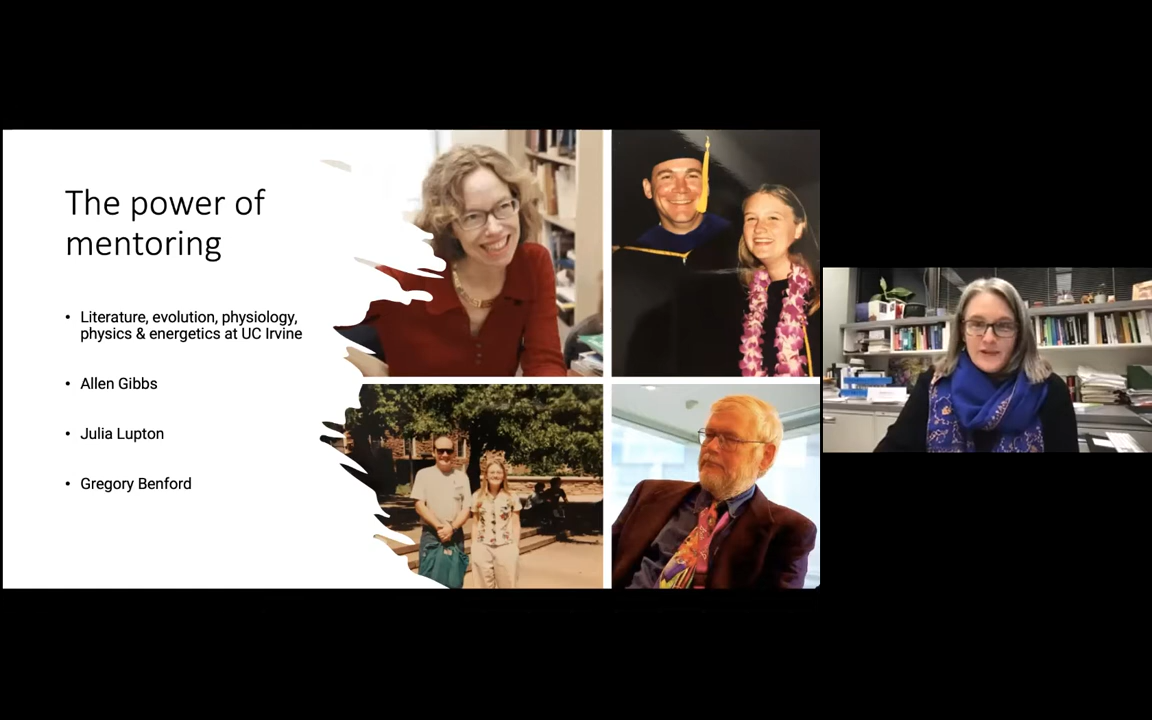 The power of
mentoring
• Literature, evolution, physiology,
physics & energetics at UC Irvine
• Allen Gibbs
• Julia Lupton
• Gregory Benford